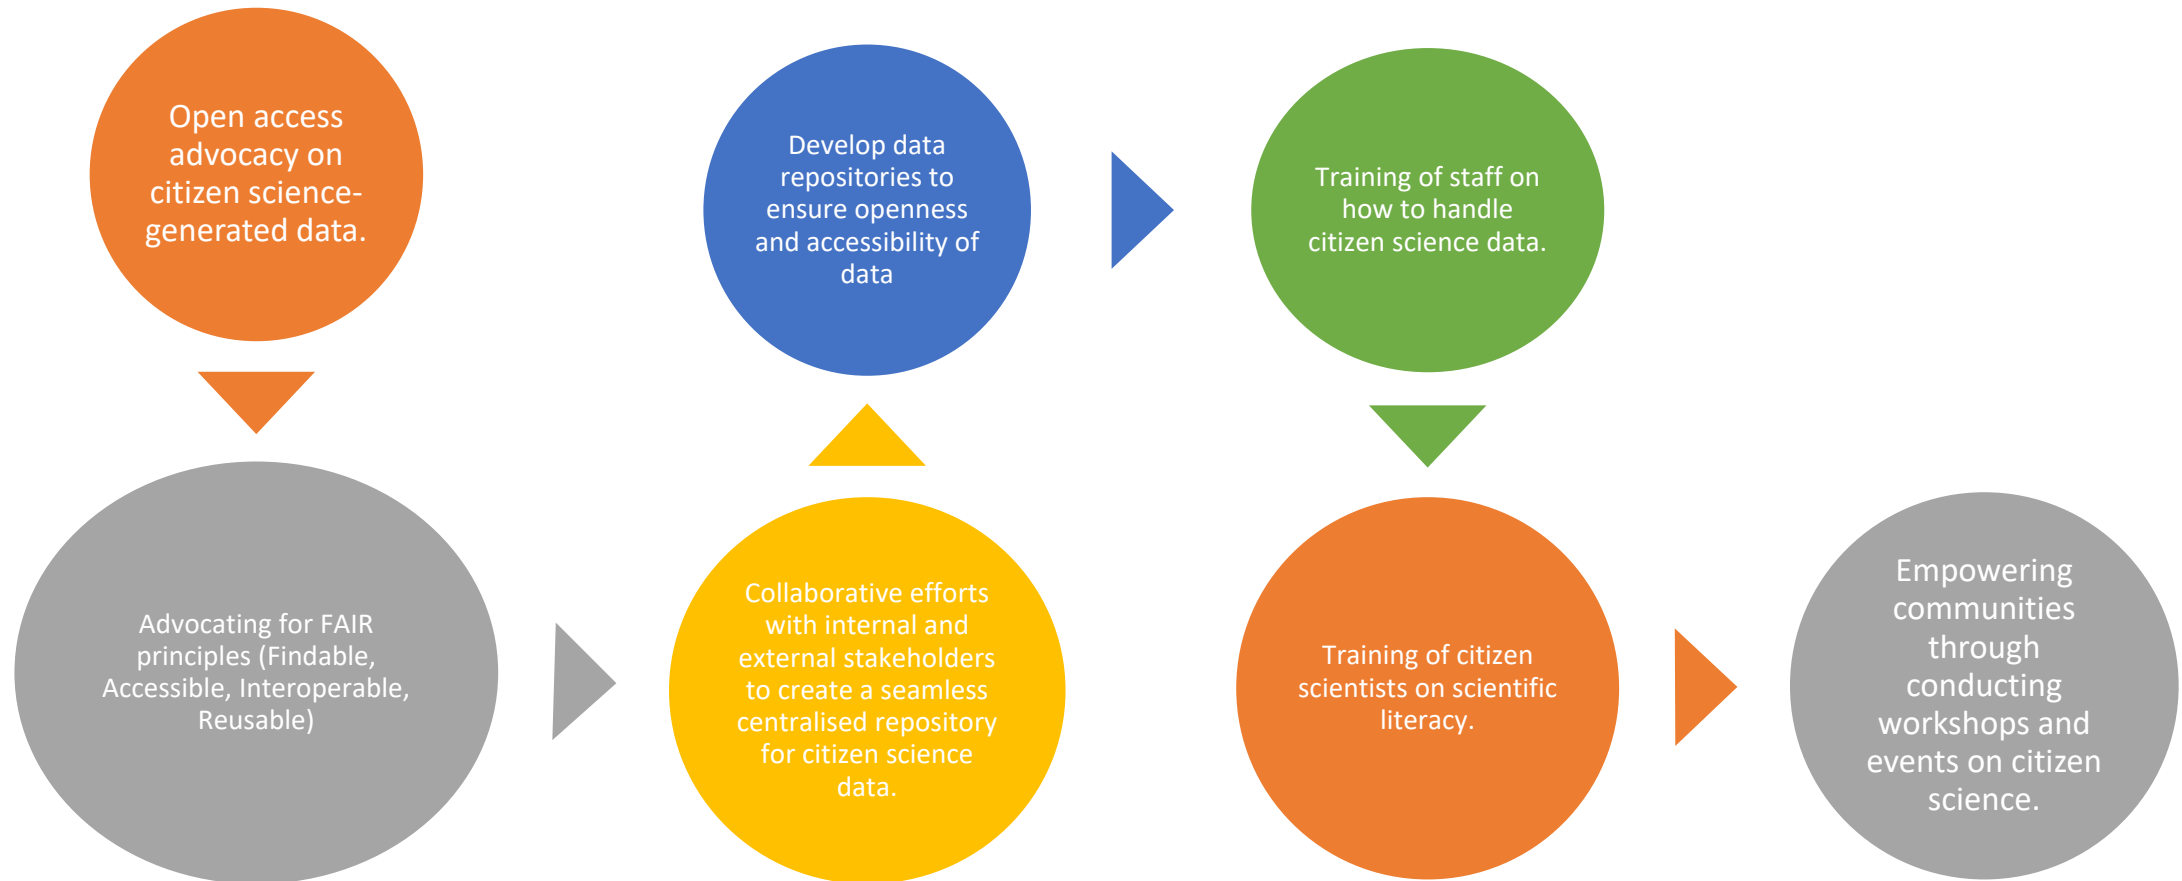 Open access
advocacy on
citizen science-
generated data.
Advocating for FAIR
principles (Findable,
Accessible, Interoperable,
Reusable)
Collaborative efforts
with internal and
external stakeholders
to create a seamless
centralised repository
for citizen science
data.
Develop data
repositories to
ensure openness
and accessibility of
data
Training of staff on
how to handle
citizen science data.
Training of citizen
scientists on scientific
literacy.
Empowering
communities
through
conducting
workshops and
events on citizen
science.